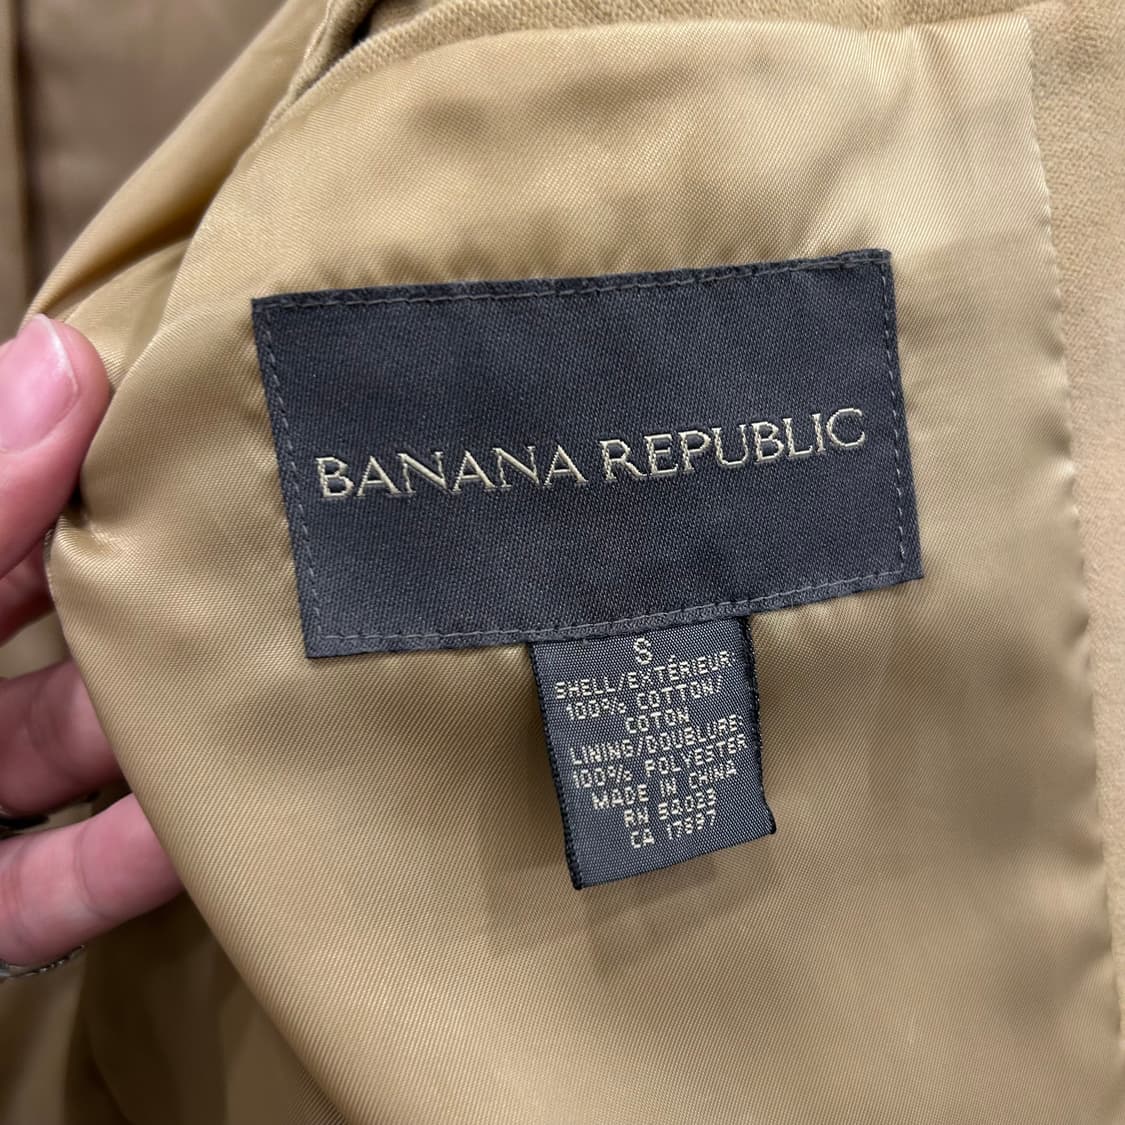 BANANA REPUBLIC
S
SHELL/EXTÉRIEUR:
100% COTTON/
COTON
LINING/DOUBLURE:
100% POLYESTER
MADE IN CHINA
RN 54023
CA 17897